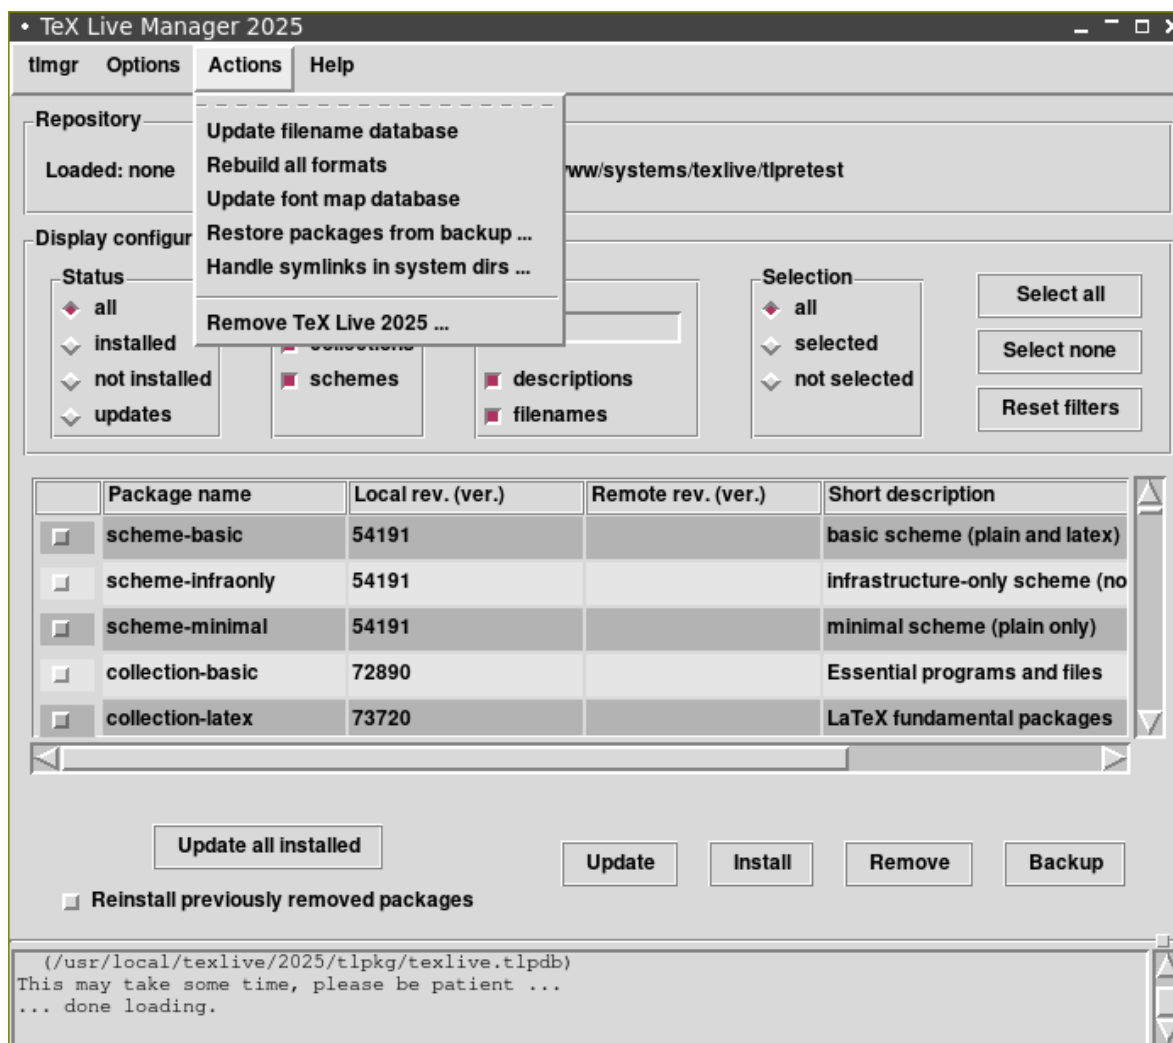 TeX Live Manager 2025
tlmgr Options Actions Help
Repository
Update filename database
Loaded: none
Rebuild all formats
ww/systems/texlive/tlpretest
Update font map database
Display configur
Restore packages from backup ...
Handle symlinks in system dirs ...
Remove TeX Live 2025 ...
Status
all
installed
not installed
updates
collections
schemes
descriptions
filenames
Selection
all
selected
not selected
Select all
Select none
Reset filters
Package name Local rev. (ver.) Remote rev. (ver.) Short description
scheme-basic 54191 basic scheme (plain and latex)
scheme-infraonly 54191 infrastructure-only scheme (no
scheme-minimal 54191 minimal scheme (plain only)
collection-basic 72890 Essential programs and files
collection-latex 73720 LaTeX fundamental packages
Update all installed
Update Install Remove Backup
Reinstall previously removed packages
(/usr/local/texlive/2025/tlpkg/texlive.tlpdb)
This may take some time, please be patient ...
... done loading.